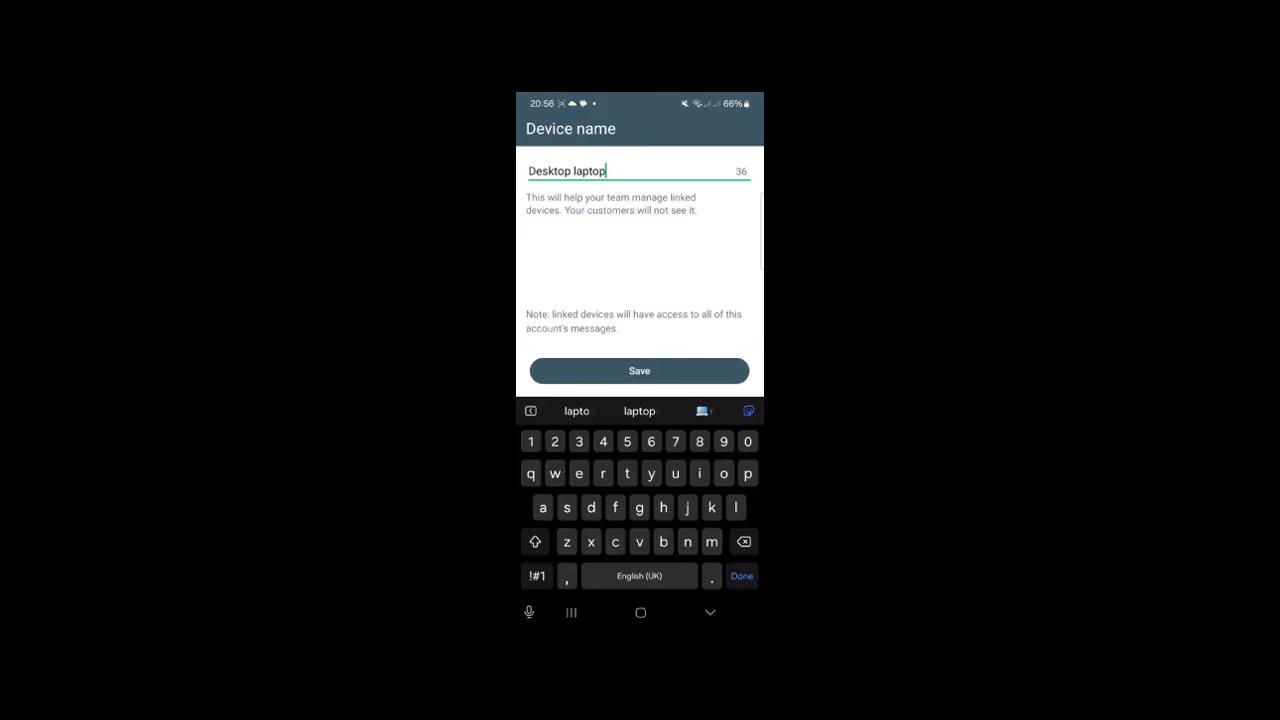 20:56 66%
Device name
Desktop laptop 36
This will help your team manage linked
devices. Your customers will not see it.
Note: linked devices will have access to all of this
account's messages.
Save
lapto laptop
1 2 3 4 5 6 7 8 9 0
q w e r t y u i o p
a s d f g h j k l
z x c v b n m
!#1 , English (UK) . Done